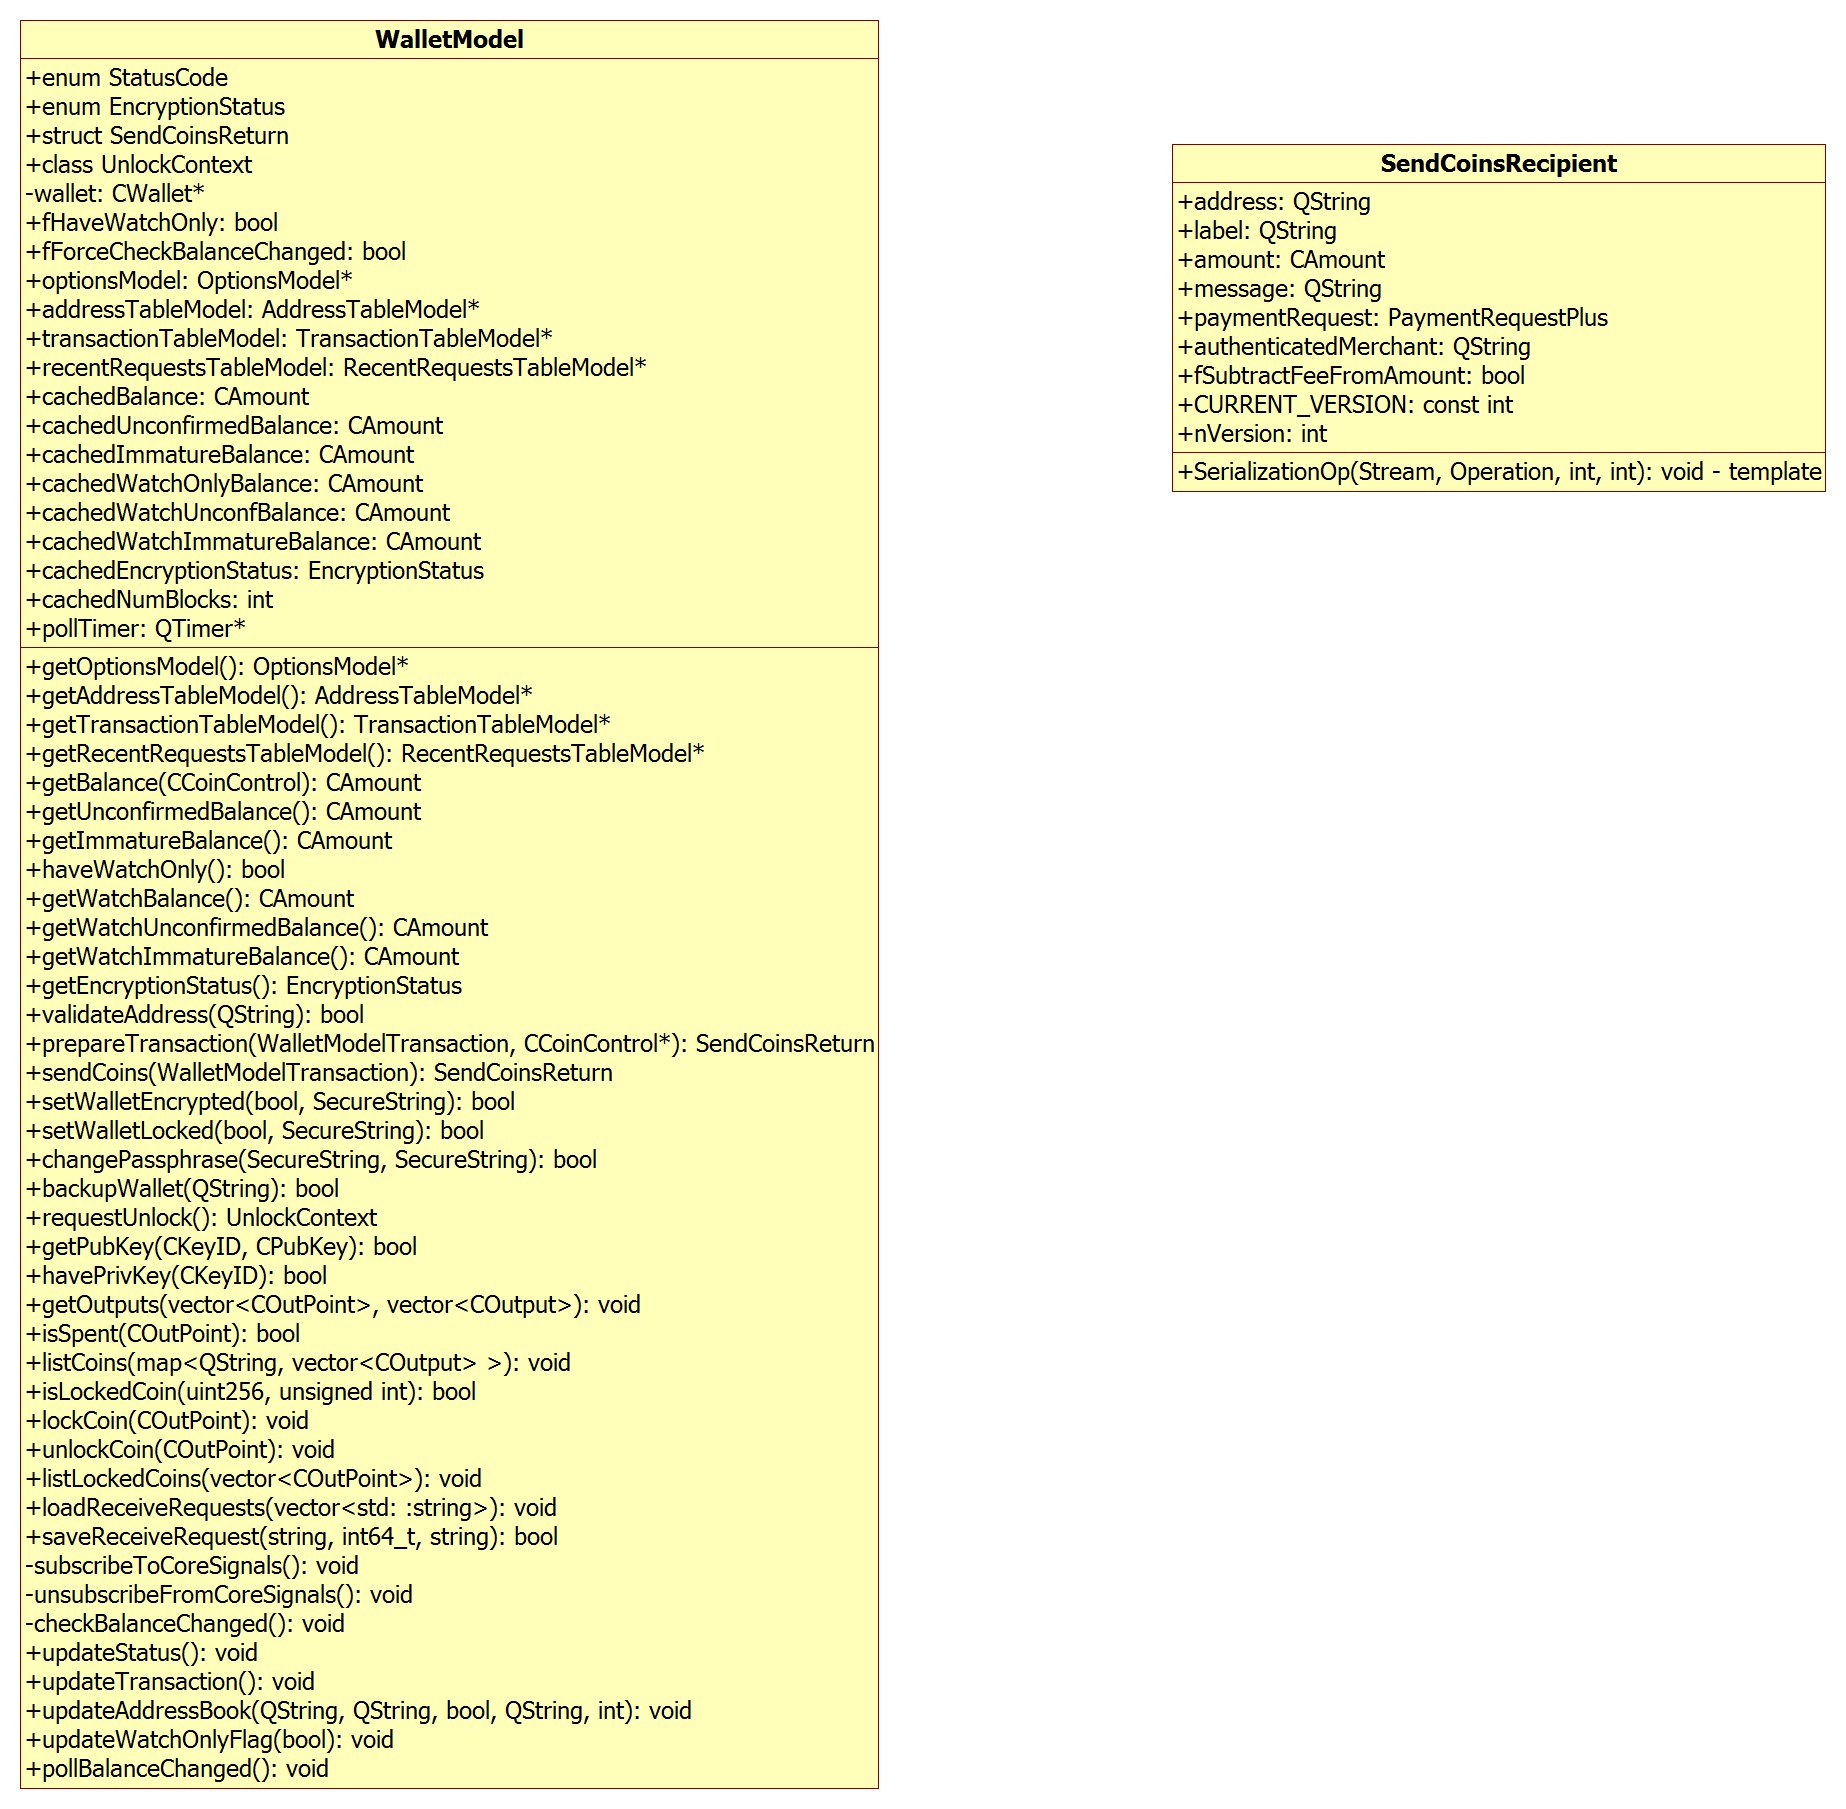 WalletModel
+enum StatusCode
+enum EncryptionStatus
+struct SendCoinsReturn
+class UnlockContext
-wallet: CWallet*
+fHaveWatchOnly: bool
+fForceCheckBalanceChanged: bool
+optionsModel: OptionsModel*
+addressTableModel: AddressTableModel*
+transactionTableModel: TransactionTableModel*
+recentRequestsTableModel: RecentRequestsTableModel*
+cachedBalance: CAmount
+cachedUnconfirmedBalance: CAmount
+cachedImmatureBalance: CAmount
+cachedWatchOnlyBalance: CAmount
+cachedWatchUnconfBalance: CAmount
+cachedWatchImmatureBalance: CAmount
+cachedEncryptionStatus: EncryptionStatus
+cachedNumBlocks: int
+pollTimer: QTimer*
+getOptionsModel(): OptionsModel*
+getAddressTableModel(): AddressTableModel*
+getTransactionTableModel(): TransactionTableModel*
+getRecentRequestsTableModel(): RecentRequestsTableModel*
+getBalance(CCoinControl): CAmount
+getUnconfirmedBalance(): CAmount
+getImmatureBalance(): CAmount
+haveWatchOnly(): bool
+getWatchBalance(): CAmount
+getWatchUnconfirmedBalance(): CAmount
+getWatchImmatureBalance(): CAmount
+getEncryptionStatus(): EncryptionStatus
+validateAddress(QString): bool
+prepareTransaction(WalletModelTransaction, CCoinControl*): SendCoinsReturn
+sendCoins(WalletModelTransaction): SendCoinsReturn
+setWalletEncrypted(bool, SecureString): bool
+setWalletLocked(bool, SecureString): bool
+changePassphrase(SecureString, SecureString): bool
+backupWallet(QString): bool
+requestUnlock(): UnlockContext
+getPubKey(CKeyID, CPubKey): bool
+havePrivKey(CKeyID): bool
+getOutputs(vector<COutPoint>, vector<COutput>): void
+isSpent(COutPoint): bool
+listCoins(map<QString, vector<COutput> >): void
+isLockedCoin(uint256, unsigned int): bool
+lockCoin(COutPoint): void
+unlockCoin(COutPoint): void
+listLockedCoins(vector<COutPoint>): void
+loadReceiveRequests(vector<std: :string>): void
+saveReceiveRequest(string, int64_t, string): bool
-subscribeToCoreSignals(): void
-unsubscribeFromCoreSignals(): void
-checkBalanceChanged(): void
+updateStatus(): void
+updateTransaction(): void
+updateAddressBook(QString, QString, bool, QString, int): void
+updateWatchOnlyFlag(bool): void
+pollBalanceChanged(): void
SendCoinsRecipient
+address: QString
+label: QString
+amount: CAmount
+message: QString
+paymentRequest: PaymentRequestPlus
+authenticatedMerchant: QString
+fSubtractFeeFromAmount: bool
+CURRENT_VERSION: const int
+nVersion: int
+SerializationOp(Stream, Operation, int, int): void - template